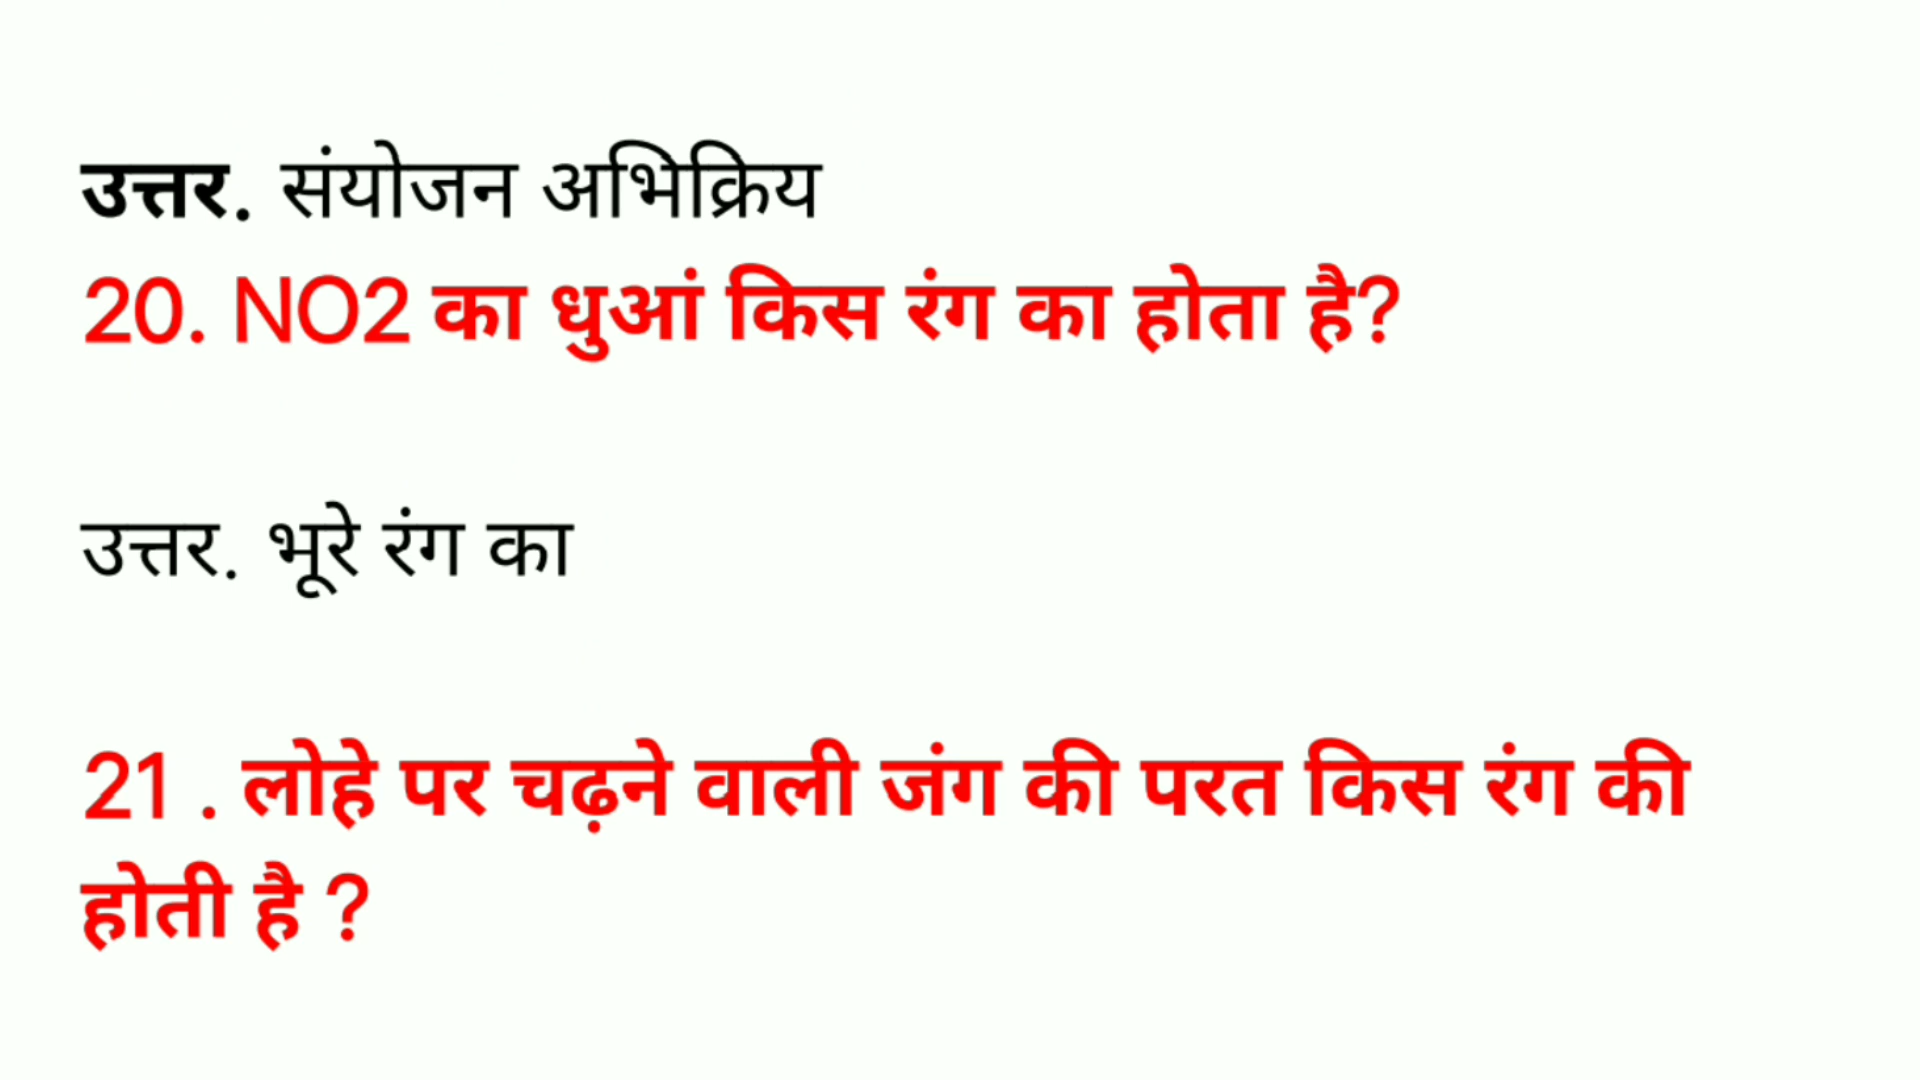 उत्तर. संयोजन अभिक्रिय
20. NO2 का धुआं किस रंग का होता है?
उत्तर. भूरे रंग का
21 . लोहे पर चढ़ने वाली जंग की परत किस रंग की
होती है ?